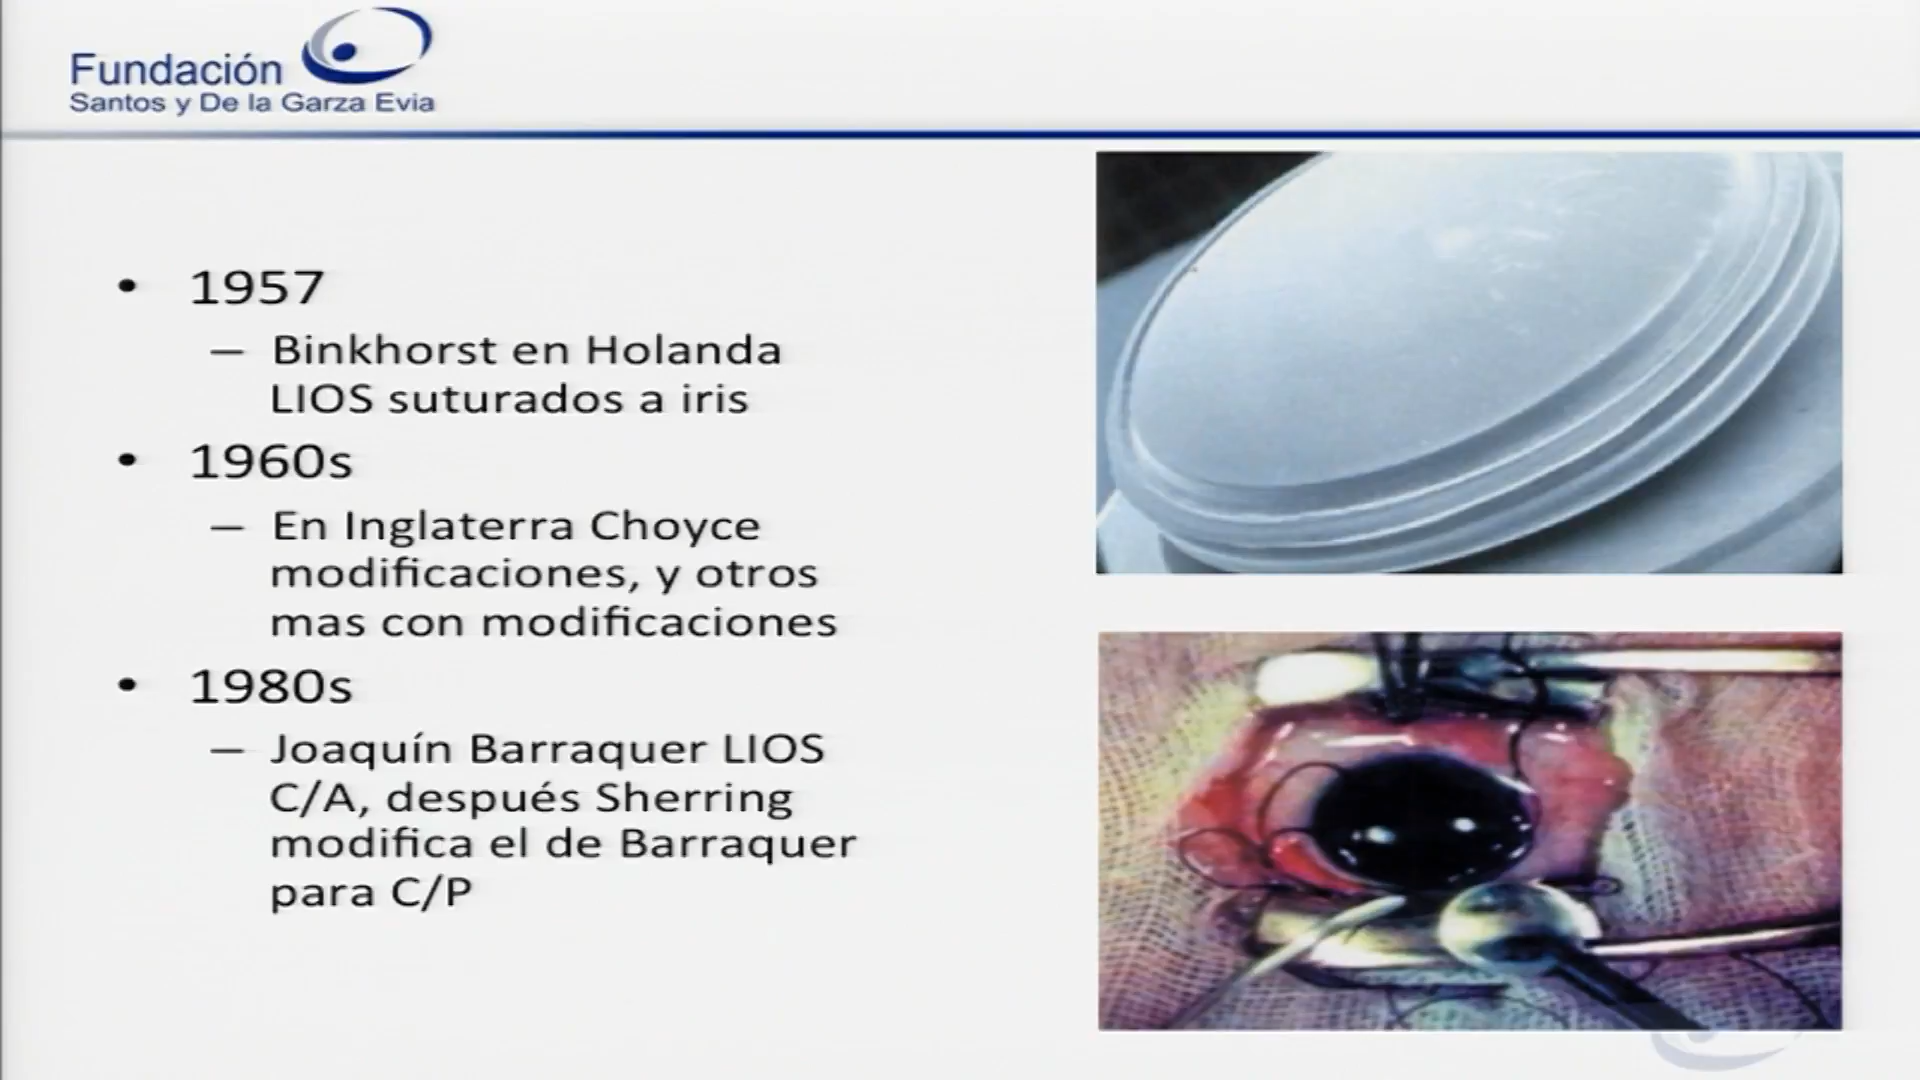 Fundación
Santos y De la Garza Evia
• 1957
– Binkhorst en Holanda
LIOS suturados a iris
• 1960s
– En Inglaterra Choyce
modificaciones, y otros
mas con modificaciones
• 1980s
– Joaquín Barraquer LIOS
C/A, después Sherring
modifica el de Barraquer
para C/P